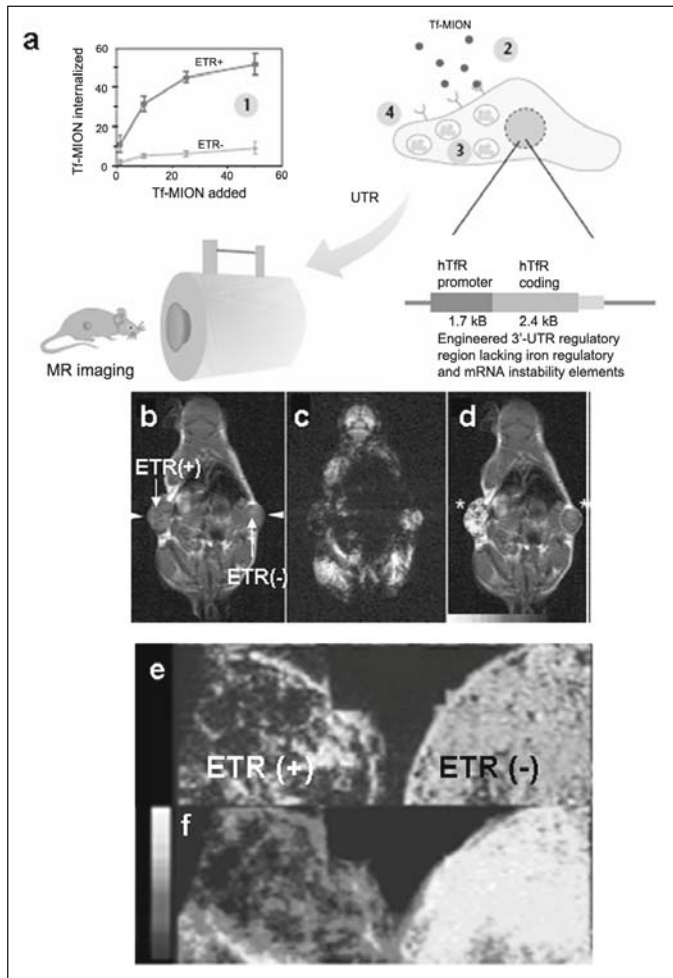 a
60
40
20
0
Tf-MION internalized
ETR+
1
ETR-
0
20
40
60
Tf-MION added
Tf-MION
2
4
3
UTR
hTfR
promoter
hTfR
coding
1.7 kB
2.4 kB
Engineered 3'-UTR regulatory
region lacking iron regulatory
and mRNA instability elements
MR imaging
b
c
d
ETR(+)
ETR(-)
*
*
e
ETR (+)
ETR (-)
f